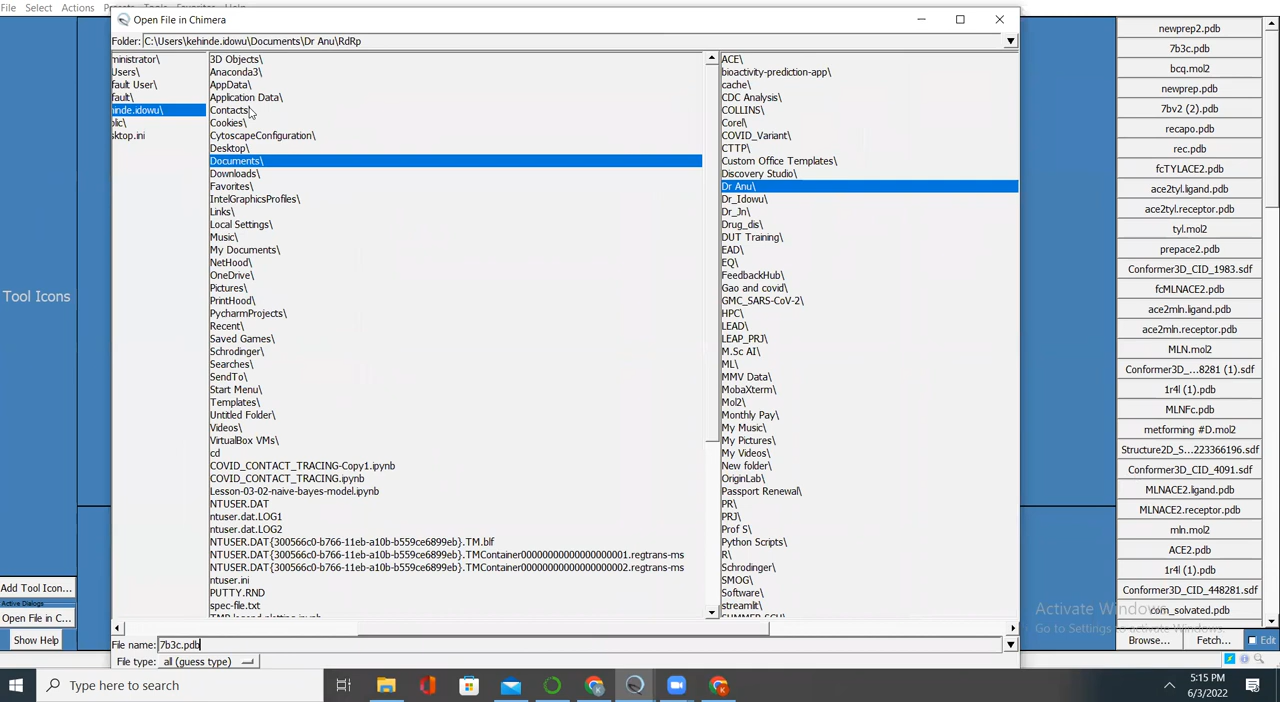 File Select Actions
Open File in Chimera
Folder: C:\Users\kehinde.idowu\Documents\Dr Anu\RdRp
ministrator\
Users\
fault User\
fault\
hinde.idowu\
blic\
sktop.ini
3D Objects\
Anaconda3\
AppData\
Application Data\
Contacts\
Cookies\
CytoscapeConfiguration\
Desktop\
Documents\
Downloads\
Favorites\
IntelGraphicsProfiles\
Links\
Local Settings\
Music\
My Documents\
NetHood\
OneDrive\
Pictures\
PrintHood\
PycharmProjects\
Recent\
Saved Games\
Schrodinger\
Searches\
SendTo\
Start Menu\
Templates\
Untitled Folder\
Videos\
VirtualBox VMs\
cd
COVID_CONTACT_TRACING-Copy1.ipynb
COVID_CONTACT_TRACING.ipynb
Lesson-03-02-naive-bayes-model.ipynb
NTUSER.DAT
ntuser.dat.LOG1
ntuser.dat.LOG2
NTUSER.DAT{300566c0-b766-11eb-a10b-b559ce6899eb}.TM.blf
NTUSER.DAT{300566c0-b766-11eb-a10b-b559ce6899eb}.TMContainer00000000000000000001.regtrans-ms
NTUSER.DAT{300566c0-b766-11eb-a10b-b559ce6899eb}.TMContainer00000000000000000002.regtrans-ms
ntuser.ini
PUTTY.RND
spec-file.txt
ACE\
bioactivity-prediction-app\
cache\
CDC Analysis\
COLLINS\
Corel\
COVID_Variant\
CTTP\
Custom Office Templates\
Discovery Studio\
Dr Anu\
Dr_Idowu\
Dr_Jn\
Drug_dis\
DUT Training\
EAD\
EQ\
FeedbackHub\
Gao and covid\
GMC_SARS-CoV-2\
HPC\
LEAD\
LEAP_PRJ\
M.Sc AI\
ML\
MMV Data\
MobaXterm\
Mol2\
Monthly Pay\
My Music\
My Pictures\
My Videos\
New folder\
OriginLab\
Passport Renewal\
PR\
PRJ\
Prof S\
Python Scripts\
R\
Schrodinger\
SMOG\
Software\
streamlit\
File name: 7b3c.pdb
File type: all (guess type)
Tool Icons
Add Tool Icon...
Active Dialogs
Open File in C...
Show Help
newprep2.pdb
7b3c.pdb
bcq.mol2
newprep.pdb
7bv2 (2).pdb
recapo.pdb
rec.pdb
fcTYLACE2.pdb
ace2tyl.ligand.pdb
ace2tyl.receptor.pdb
tyl.mol2
prepace2.pdb
Conformer3D_CID_1983.sdf
fcMLNACE2.pdb
ace2mln.ligand.pdb
ace2mln.receptor.pdb
MLN.mol2
Conformer3D_...8281 (1).sdf
1r4l (1).pdb
MLNFc.pdb
metforming #D.mol2
Structure2D_S...223366196.sdf
Conformer3D_CID_4091.sdf
MLNACE2.ligand.pdb
MLNACE2.receptor.pdb
mln.mol2
ACE2.pdb
1r4l (1).pdb
Conformer3D_CID_448281.sdf
com_solvated.pdb
Activate Windows
Go to Settings to activate Windows.
Browse... Fetch... Edit
Type here to search
5:15 PM
6/3/2022